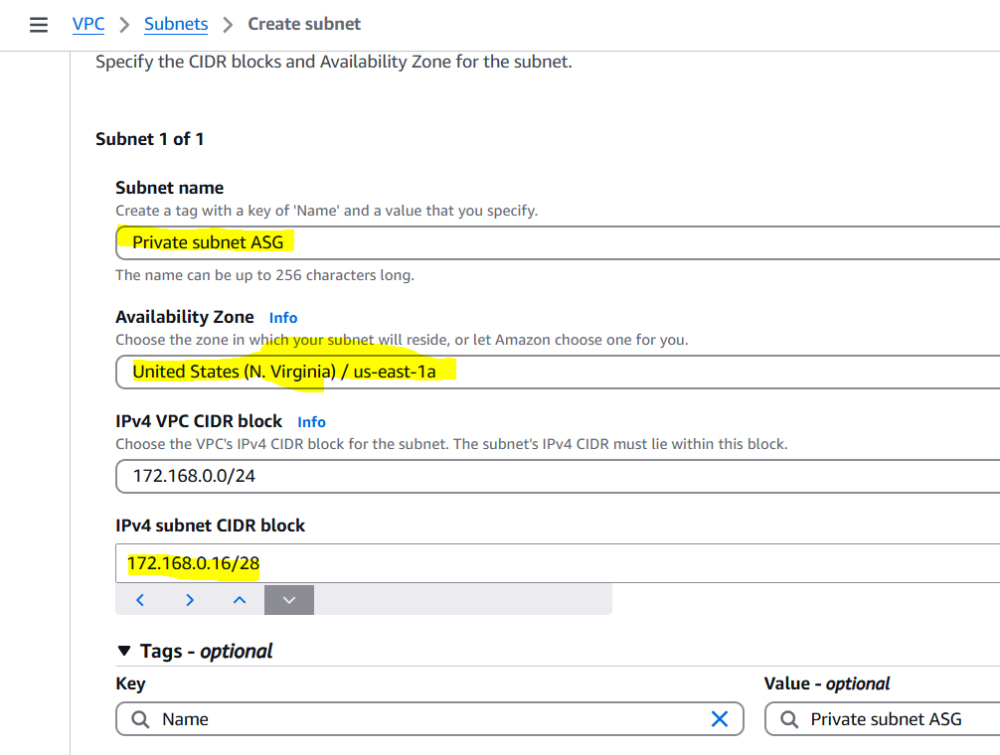 VPC > Subnets > Create subnet
Specify the CIDR blocks and Availability Zone for the subnet.
Subnet 1 of 1
Subnet name
Create a tag with a key of 'Name' and a value that you specify.
Private subnet ASG
The name can be up to 256 characters long.
Availability Zone Info
Choose the zone in which your subnet will reside, or let Amazon choose one for you.
United States (N. Virginia) / us-east-1a
IPv4 VPC CIDR block Info
Choose the VPC's IPv4 CIDR block for the subnet. The subnet's IPv4 CIDR must lie within this block.
172.168.0.0/24
IPv4 subnet CIDR block
172.168.0.16/28
Tags - optional
Key Value - optional
Name Private subnet ASG